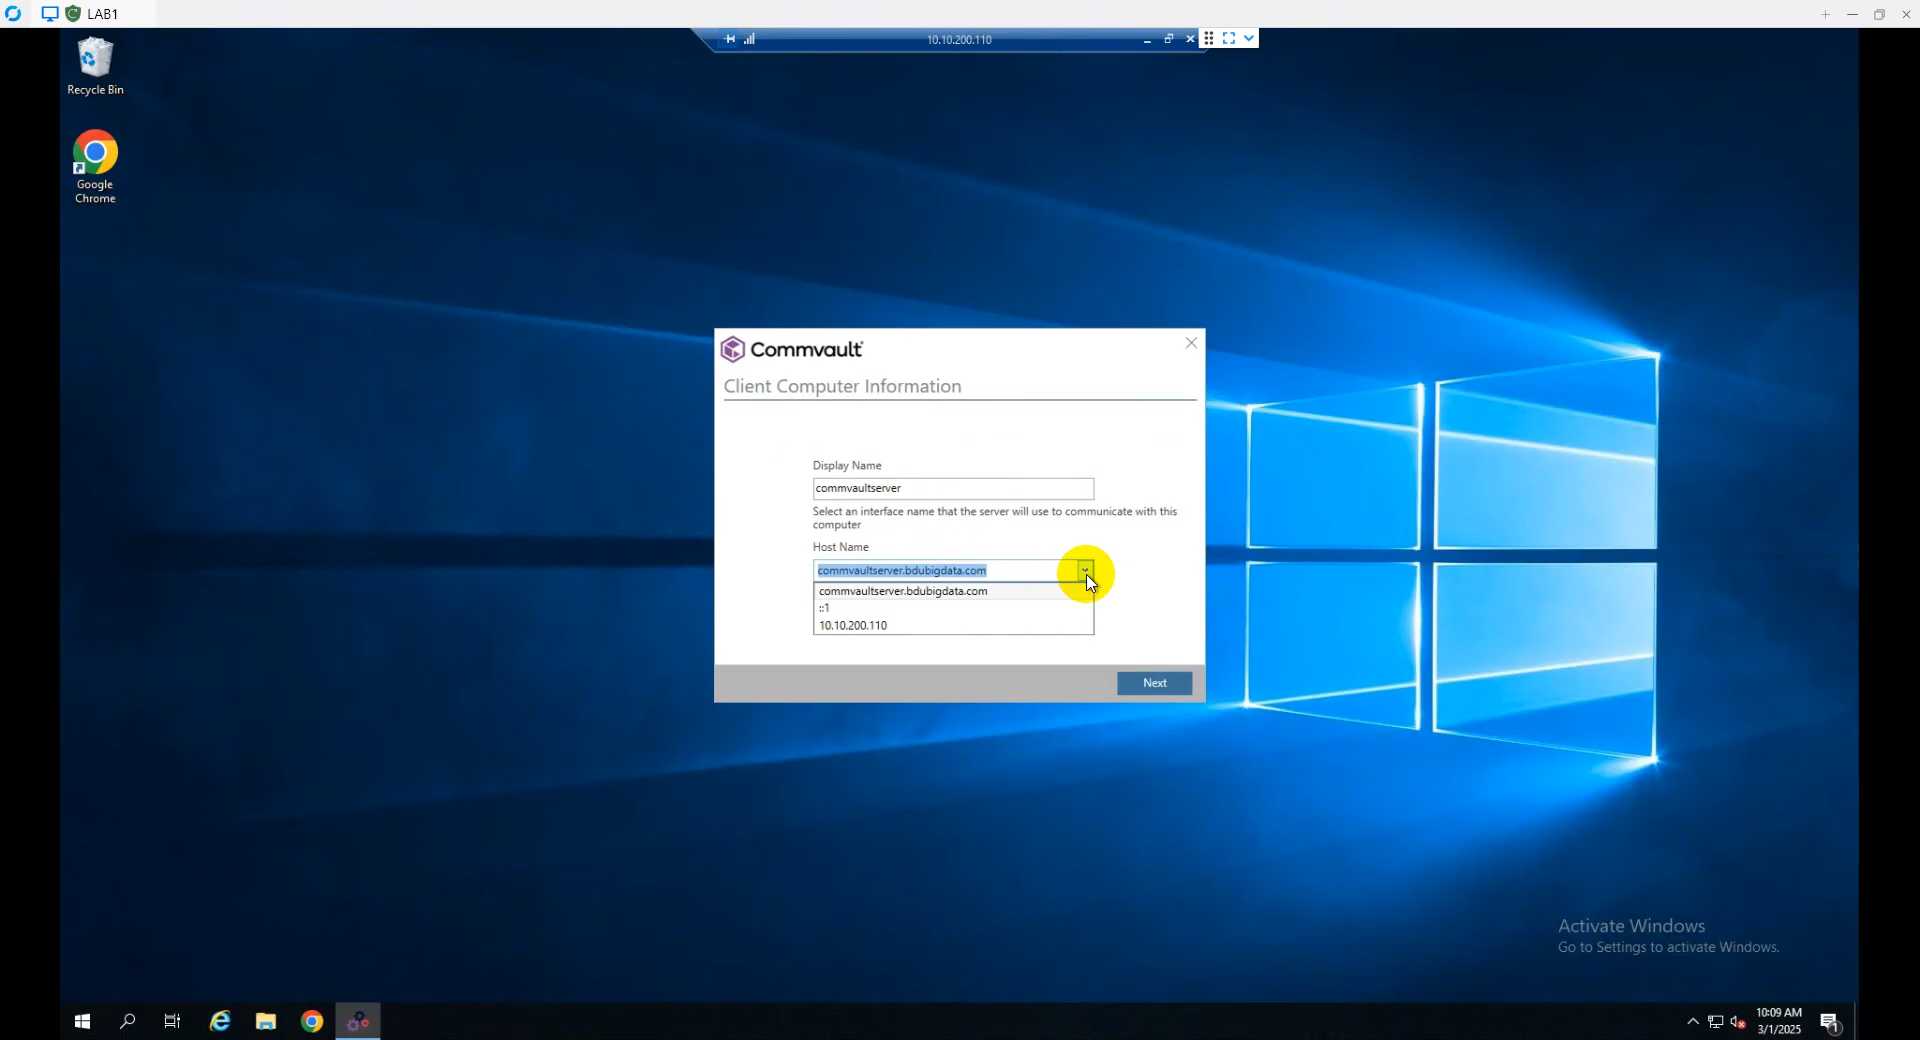 LAB1
10.10.200.110
Recycle Bin
Google
Chrome
Commvault
Client Computer Information
Display Name
commvaultserver
Select an interface name that the server will use to communicate with this
computer
Host Name
commvaultserver.bdubigdata.com
commvaultserver.bdubigdata.com
::1
10.10.200.110
Next
Activate Windows
Go to Settings to activate Windows.
10:09 AM
3/1/2025
1